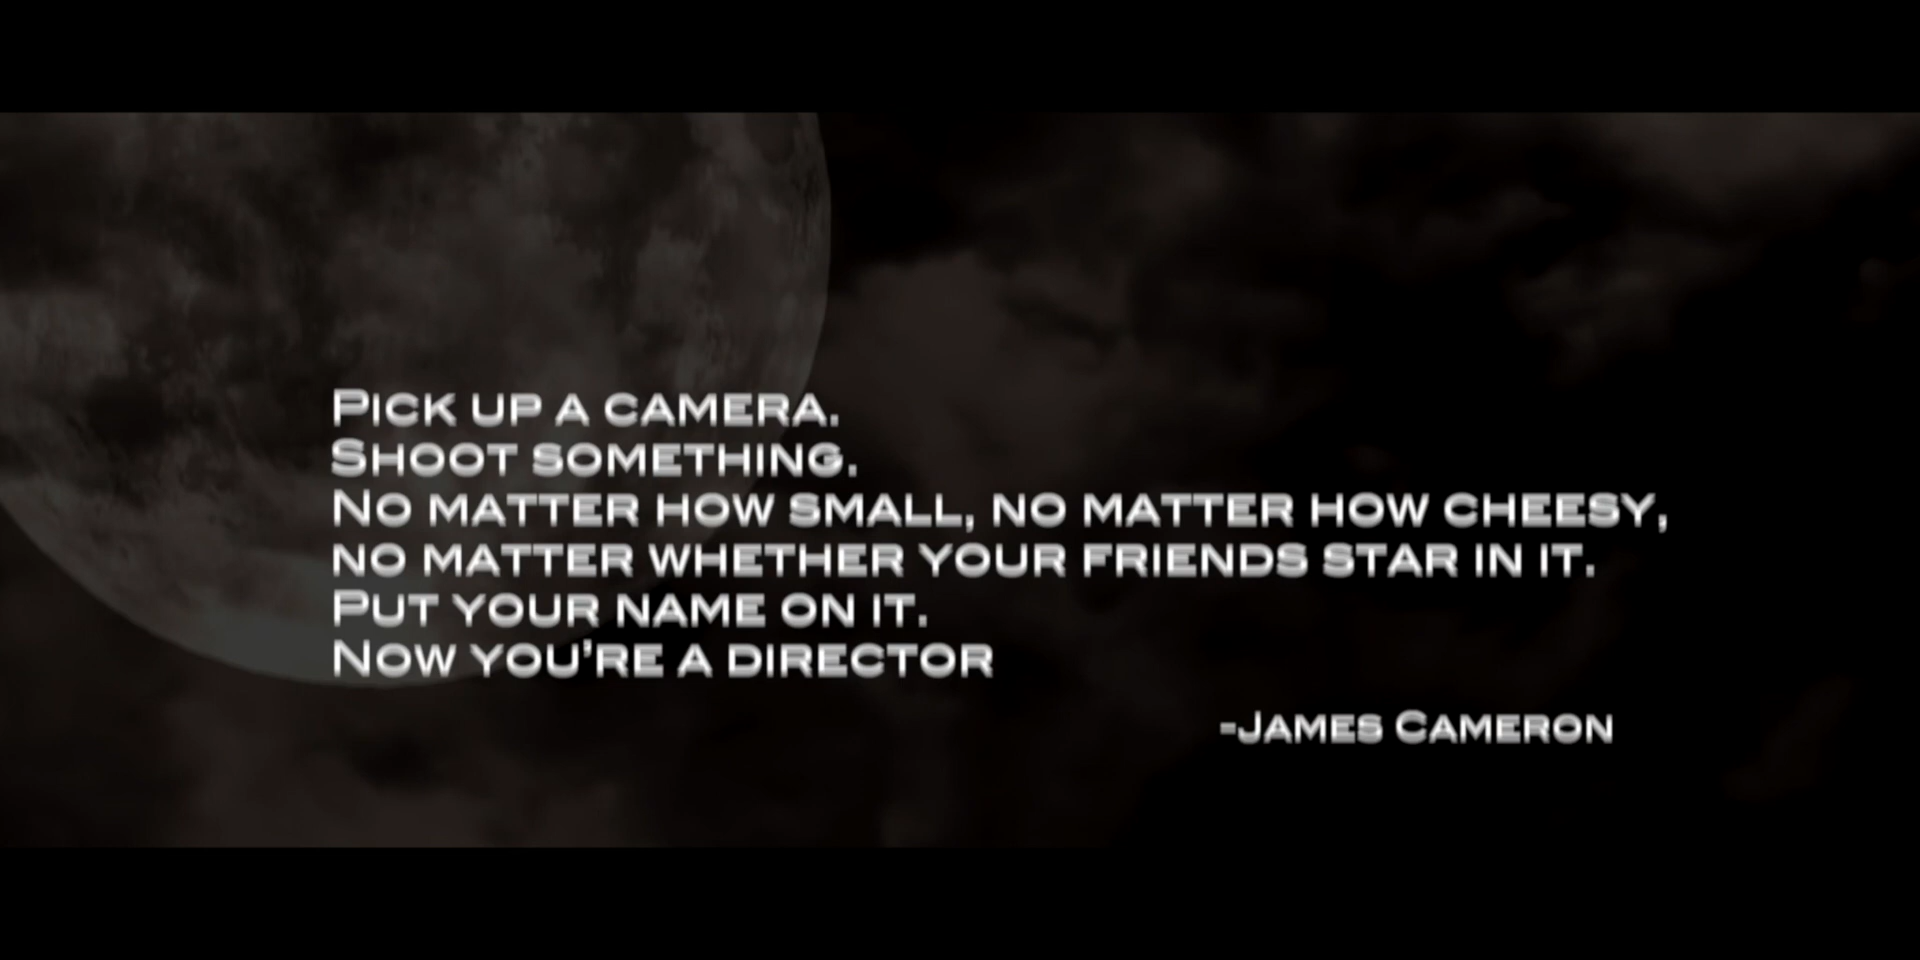 Pick up a camera.
Shoot something.
No matter how small, no matter how cheesy,
no matter whether your friends star in it.
Put your name on it.
Now you're a director
-James Cameron